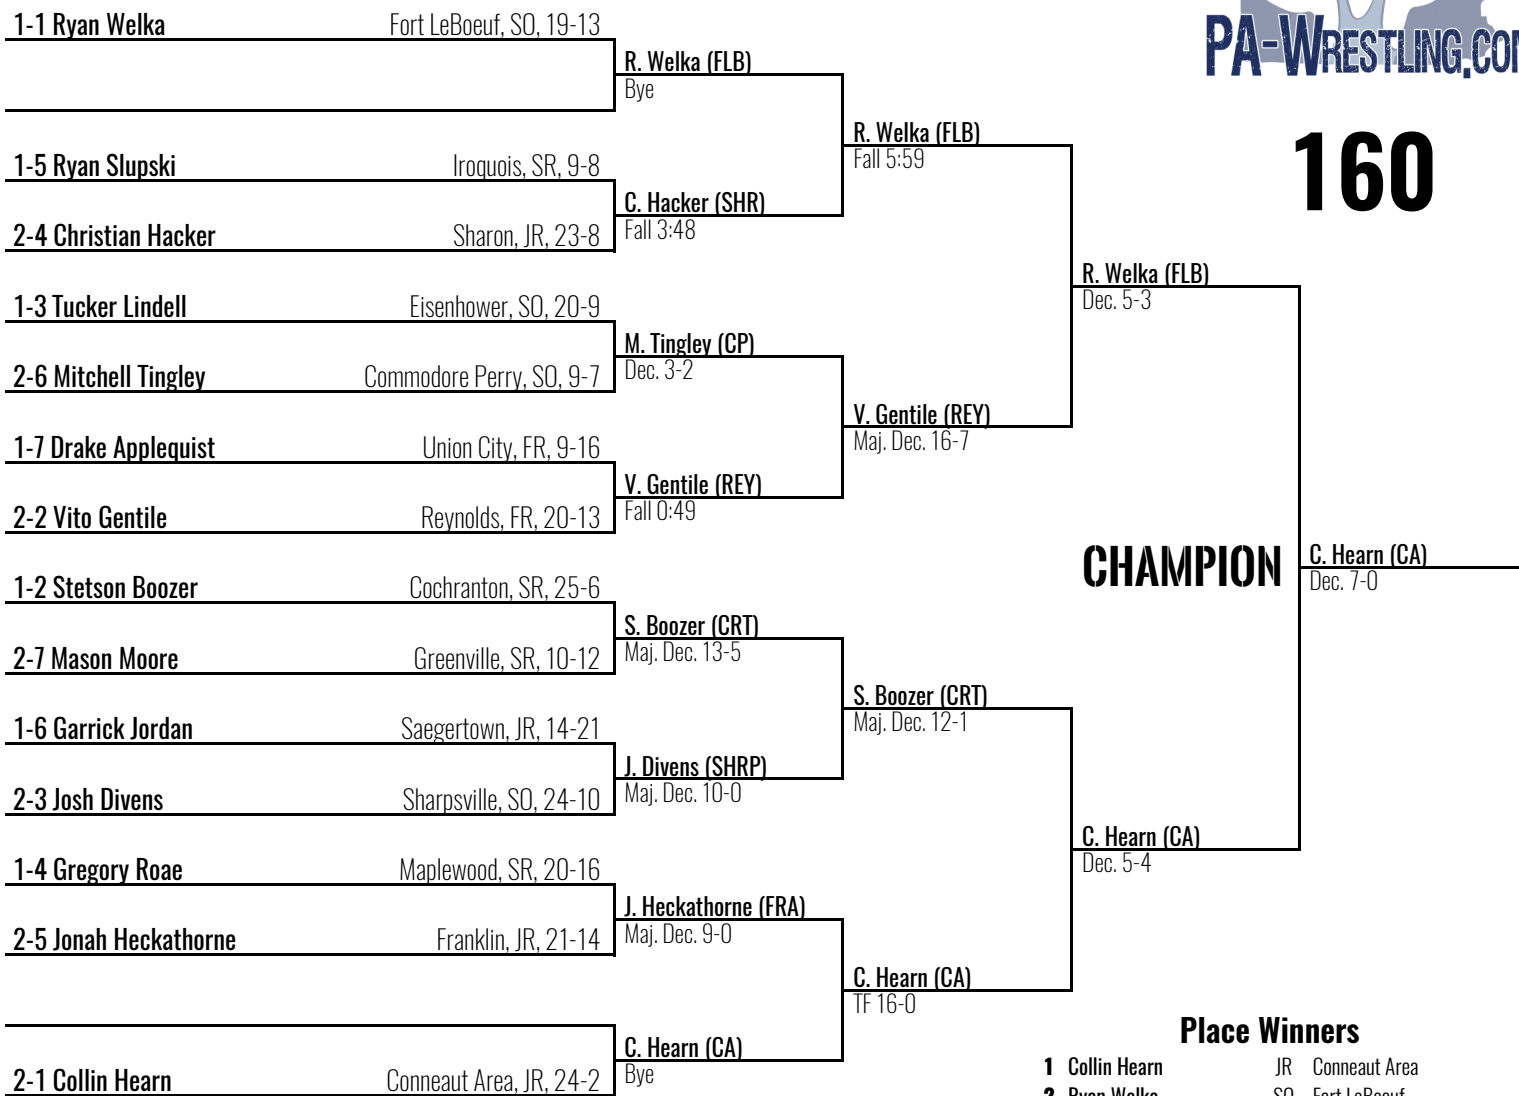 PA-WRESTLING.CO
160
1-1 Ryan Welka Fort LeBoeuf, SO, 19-13
R. Welka (FLB)
Bye
R. Welka (FLB)
Fall 5:59
1-5 Ryan Slupski Iroquois, SR, 9-8
C. Hacker (SHR)
Fall 3:48
2-4 Christian Hacker Sharon, JR, 23-8
R. Welka (FLB)
Dec. 5-3
1-3 Tucker Lindell Eisenhower, SO, 20-9
M. Tingley (CP)
Dec. 3-2
2-6 Mitchell Tingley Commodore Perry, SO, 9-7
V. Gentile (REY)
Maj. Dec. 16-7
1-7 Drake Applequist Union City, FR, 9-16
V. Gentile (REY)
Fall 0:49
2-2 Vito Gentile Reynolds, FR, 20-13
CHAMPION
C. Hearn (CA)
Dec. 7-0
1-2 Stetson Boozer Cochranton, SR, 25-6
S. Boozer (CRT)
Maj. Dec. 13-5
2-7 Mason Moore Greenville, SR, 10-12
S. Boozer (CRT)
Maj. Dec. 12-1
1-6 Garrick Jordan Saegertown, JR, 14-21
J. Divens (SHRP)
Maj. Dec. 10-0
2-3 Josh Divens Sharpsville, SO, 24-10
C. Hearn (CA)
Dec. 5-4
1-4 Gregory Roae Maplewood, SR, 20-16
J. Heckathorne (FRA)
Maj. Dec. 9-0
2-5 Jonah Heckathorne Franklin, JR, 21-14
C. Hearn (CA)
TF 16-0
C. Hearn (CA)
Bye
2-1 Collin Hearn Conneaut Area, JR, 24-2
Place Winners
1 Collin Hearn JR Conneaut Area
2 Ryan Welka SO Fort LeBoeuf